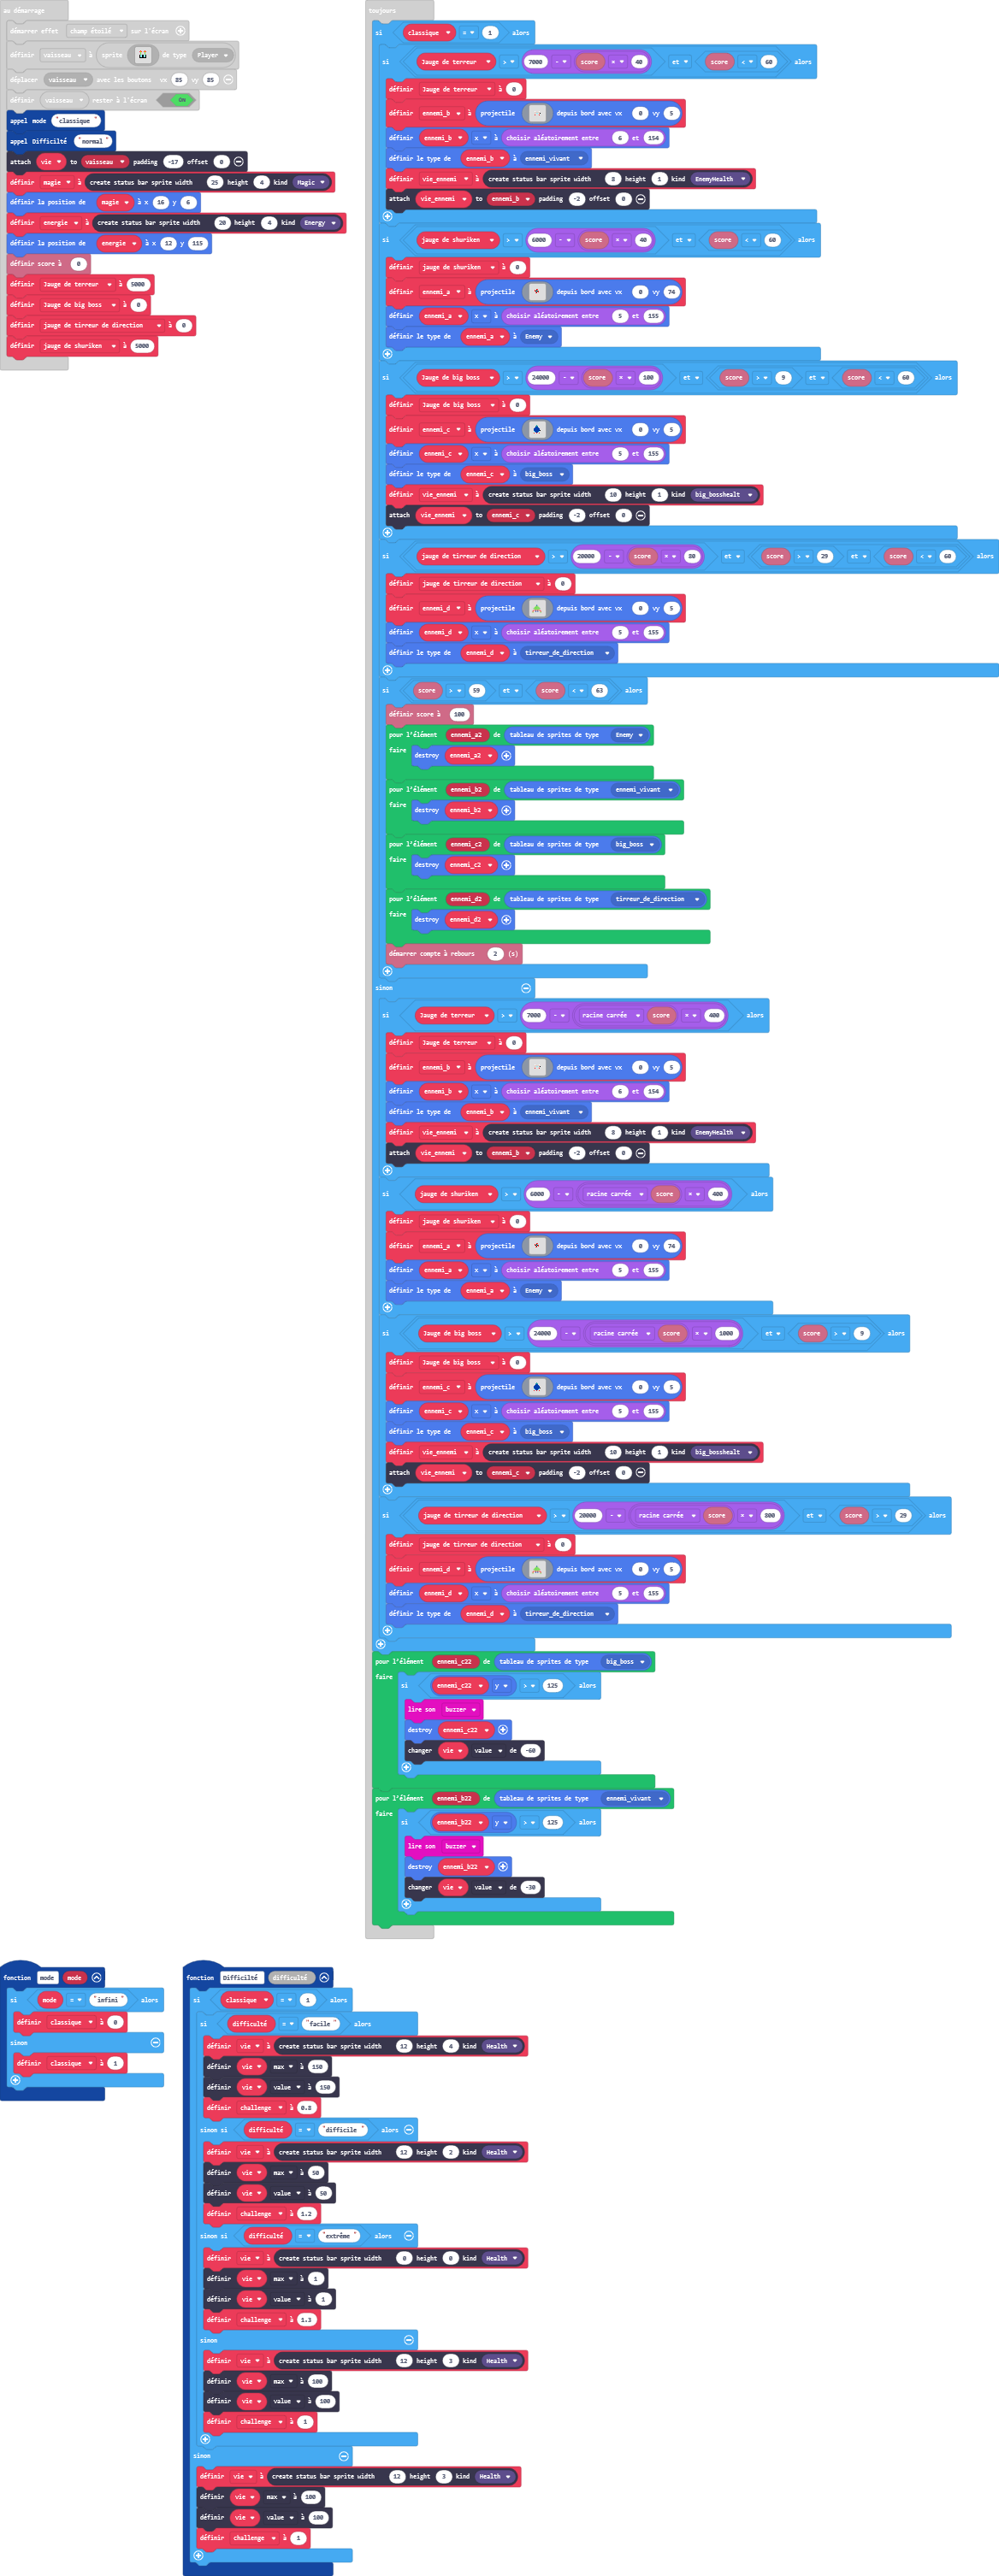 au démarrage
démarrer effet champ étoilé sur l'écran
définir vaisseau à sprite de type Player
déplacer vaisseau avec les boutons vx 85 vy 85
définir vaisseau rester à l'écran ON
appel mode "classique"
appel Difficilté "normal"
attach vie to vaisseau padding -17 offset 0
définir magie à create status bar sprite width 25 height 4 kind Magic
définir la position de magie à x 16 y 6
définir energie à create status bar sprite width 20 height 4 kind Energy
définir la position de energie à x 12 y 115
définir score à 0
définir Jauge de terreur à 5000
définir Jauge de big boss à 0
définir jauge de tirreur de direction à 0
définir jauge de shuriken à 5000
toujours
si classique = 1 alors
si Jauge de terreur > 7000 - score × 40 et score < 60 alors
définir Jauge de terreur à 0
définir ennemi_b à projectile depuis bord avec vx 0 vy 5
définir ennemi_b x à choisir aléatoirement entre 6 et 154
définir le type de ennemi_b à ennemi_vivant
définir vie_ennemi à create status bar sprite width 8 height 1 kind EnemyHealth
attach vie_ennemi to ennemi_b padding -2 offset 0
si jauge de shuriken > 6000 - score × 40 et score < 60 alors
définir jauge de shuriken à 0
définir ennemi_a à projectile depuis bord avec vx 0 vy 74
définir ennemi_a x à choisir aléatoirement entre 5 et 155
définir le type de ennemi_a à Enemy
si Jauge de big boss > 24000 - score × 100 et score > 9 et score < 60 alors
définir Jauge de big boss à 0
définir ennemi_c à projectile depuis bord avec vx 0 vy 5
définir ennemi_c x à choisir aléatoirement entre 5 et 155
définir le type de ennemi_c à big_boss
définir vie_ennemi à create status bar sprite width 10 height 1 kind big_bosshealt
attach vie_ennemi to ennemi_c padding -2 offset 0
si jauge de tirreur de direction > 20000 - score × 80 et score > 29 et score < 60 alors
définir jauge de tirreur de direction à 0
définir ennemi_d à projectile depuis bord avec vx 0 vy 5
définir ennemi_d x à choisir aléatoirement entre 5 et 155
définir le type de ennemi_d à tirreur_de_direction
si score > 59 et score < 63 alors
définir score à 100
pour l'élément ennemi_a2 de tableau de sprites de type Enemy
faire destroy ennemi_a2
pour l'élément ennemi_b2 de tableau de sprites de type ennemi_vivant
faire destroy ennemi_b2
pour l'élément ennemi_c2 de tableau de sprites de type big_boss
faire destroy ennemi_c2
pour l'élément ennemi_d2 de tableau de sprites de type tirreur_de_direction
faire destroy ennemi_d2
démarrer compte à rebours 2 (s)
sinon
si Jauge de terreur > 7000 - racine carrée score × 400 alors
définir Jauge de terreur à 0
définir ennemi_b à projectile depuis bord avec vx 0 vy 5
définir ennemi_b x à choisir aléatoirement entre 6 et 154
définir le type de ennemi_b à ennemi_vivant
définir vie_ennemi à create status bar sprite width 8 height 1 kind EnemyHealth
attach vie_ennemi to ennemi_b padding -2 offset 0
si jauge de shuriken > 6000 - racine carrée score × 400 alors
définir jauge de shuriken à 0
définir ennemi_a à projectile depuis bord avec vx 0 vy 74
définir ennemi_a x à choisir aléatoirement entre 5 et 155
définir le type de ennemi_a à Enemy
si Jauge de big boss > 24000 - racine carrée score × 1000 et score > 9 alors
définir Jauge de big boss à 0
définir ennemi_c à projectile depuis bord avec vx 0 vy 5
définir ennemi_c x à choisir aléatoirement entre 5 et 155
définir le type de ennemi_c à big_boss
définir vie_ennemi à create status bar sprite width 10 height 1 kind big_bosshealt
attach vie_ennemi to ennemi_c padding -2 offset 0
si jauge de tirreur de direction > 20000 - racine carrée score × 800 et score > 29 alors
définir jauge de tirreur de direction à 0
définir ennemi_d à projectile depuis bord avec vx 0 vy 5
définir ennemi_d x à choisir aléatoirement entre 5 et 155
définir le type de ennemi_d à tirreur_de_direction
pour l'élément ennemi_c22 de tableau de sprites de type big_boss
faire si ennemi_c22 y > 125 alors
lire son buzzer
destroy ennemi_c22
changer vie value de -60
pour l'élément ennemi_b22 de tableau de sprites de type ennemi_vivant
faire si ennemi_b22 y > 125 alors
lire son buzzer
destroy ennemi_b22
changer vie value de -30
fonction mode mode
si mode = "infini" alors
définir classique à 0
sinon
définir classique à 1
fonction Difficilté difficulté
si classique = 1 alors
si difficulté = "facile" alors
définir vie à create status bar sprite width 12 height 4 kind Health
définir vie max à 150
définir vie value à 150
définir challenge à 0.8
sinon si difficulté = "difficile " alors
définir vie à create status bar sprite width 12 height 2 kind Health
définir vie max à 50
définir vie value à 50
définir challenge à 1.2
sinon si difficulté = "extrême " alors
définir vie à create status bar sprite width 0 height 0 kind Health
définir vie max à 1
définir vie value à 1
définir challenge à 1.3
sinon
définir vie à create status bar sprite width 12 height 3 kind Health
définir vie max à 100
définir vie value à 100
définir challenge à 1
sinon
définir vie à create status bar sprite width 12 height 3 kind Health
définir vie max à 100
définir vie value à 100
définir challenge à 1